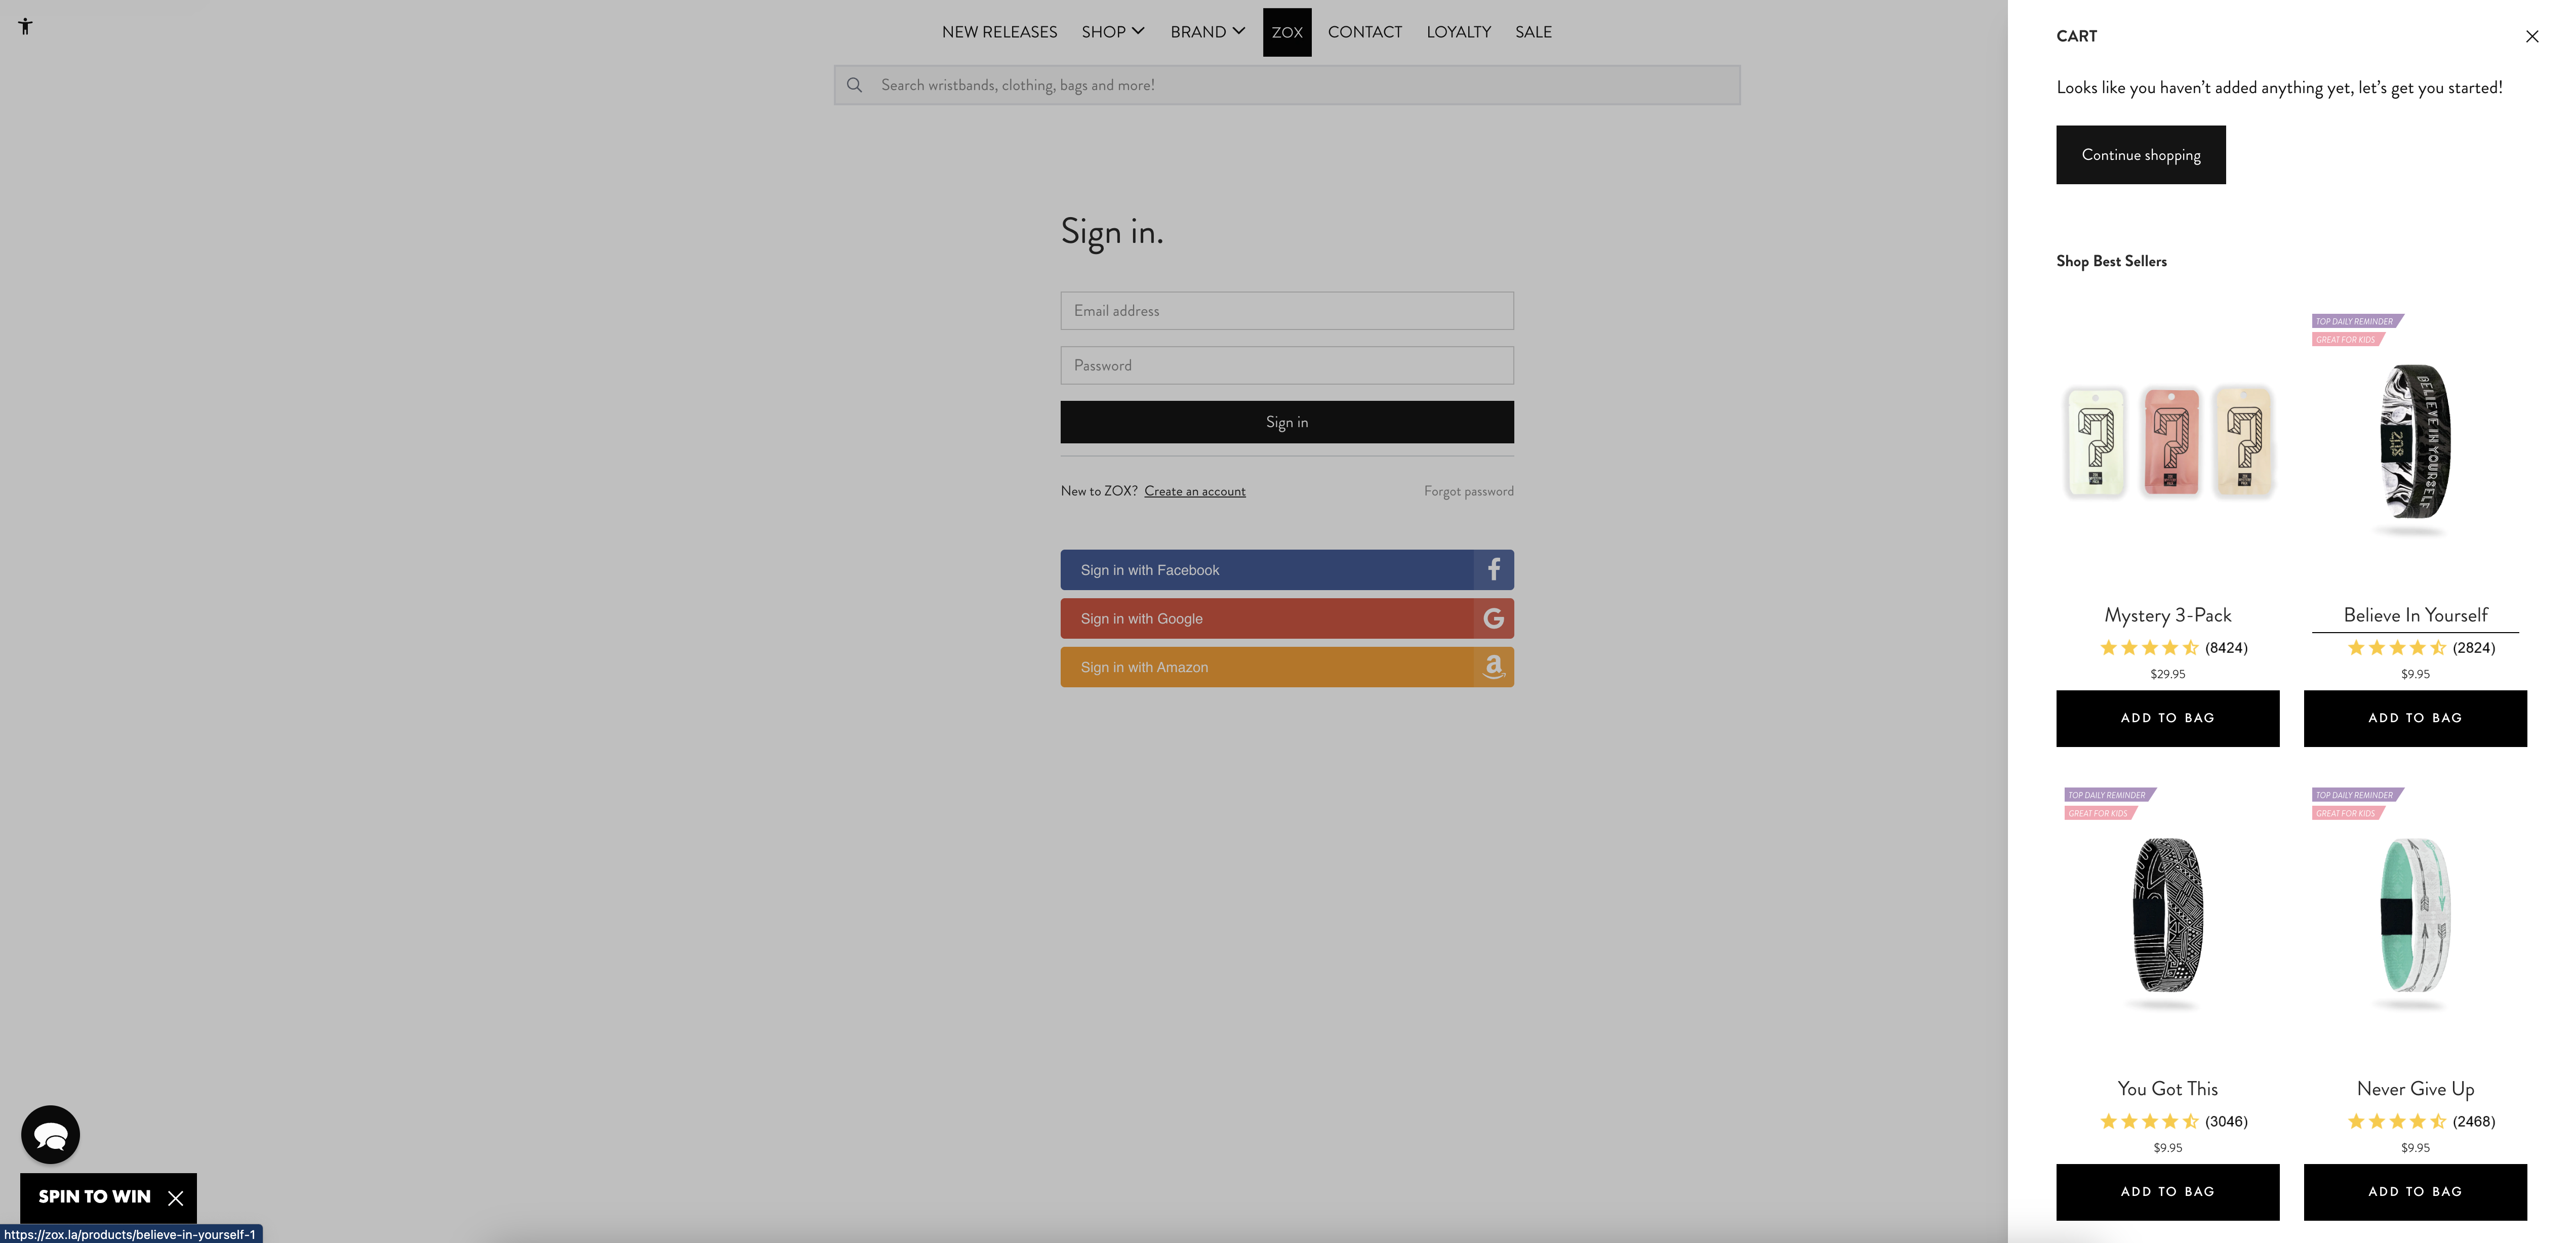 NEW RELEASES SHOP BRAND ZOX CONTACT LOYALTY SALE
Search wristbands, clothing, bags and more!
Sign in.
Email address
Password
Sign in
New to ZOX? Create an account Forgot password
Sign in with Facebook
Sign in with Google
Sign in with Amazon
SPIN TO WIN
https://zox.la/products/believe-in-yourself-1
CART
Looks like you haven’t added anything yet, let’s get you started!
Continue shopping
Shop Best Sellers
Mystery 3-Pack
(8424)
$29.95
ADD TO BAG
TOP DAILY REMINDER
GREAT FOR KIDS
BELIEVE IN YOURSELF
Believe In Yourself
(2824)
$9.95
ADD TO BAG
TOP DAILY REMINDER
GREAT FOR KIDS
You Got This
(3046)
$9.95
ADD TO BAG
TOP DAILY REMINDER
GREAT FOR KIDS
Never Give Up
(2468)
$9.95
ADD TO BAG